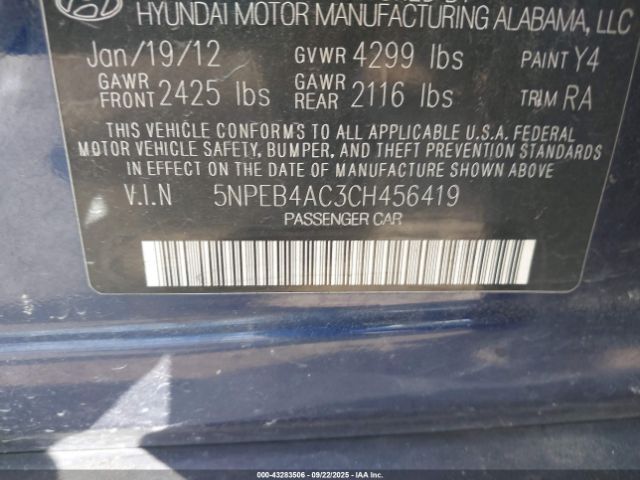 HYUNDAI MOTOR MANUFACTURING ALABAMA, LLC
Jan/19/12 GVWR 4299 lbs PAINT Y4
GAWR FRONT 2425 lbs GAWR REAR 2116 lbs TRIM RA
THIS VEHICLE CONFORMS TO ALL APPLICABLE U.S.A. FEDERAL
MOTOR VEHICLE SAFETY, BUMPER, AND THEFT PREVENTION STANDARDS
IN EFFECT ON THE DATE OF MANUFACTURE SHOWN ABOVE.
V.I.N 5NPEB4AC3CH456419
PASSENGER CAR
000-43283506 - 09/22/2025 - © IAA Inc.